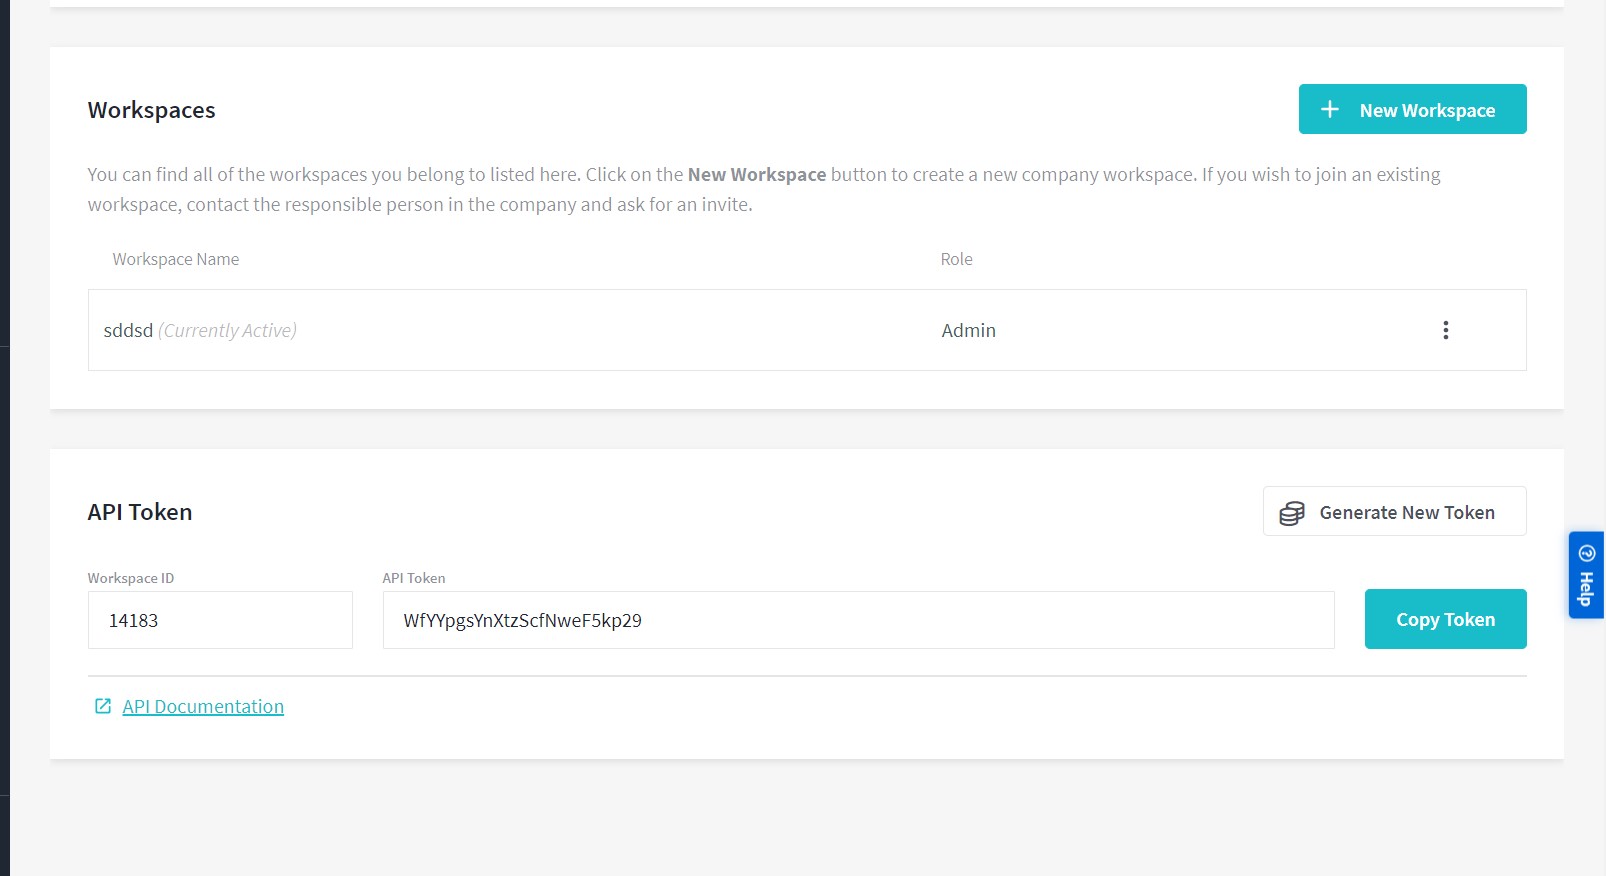 Workspaces
New Workspace
You can find all of the workspaces you belong to listed here. Click on the New Workspace button to create a new company workspace. If you wish to join an existing
workspace, contact the responsible person in the company and ask for an invite.
Workspace Name Role
sddsd (Currently Active) Admin
API Token
Generate New Token
Workspace ID API Token
14183 WfYYpgsYnXtzScfNweF5kp29 Copy Token
API Documentation
Help